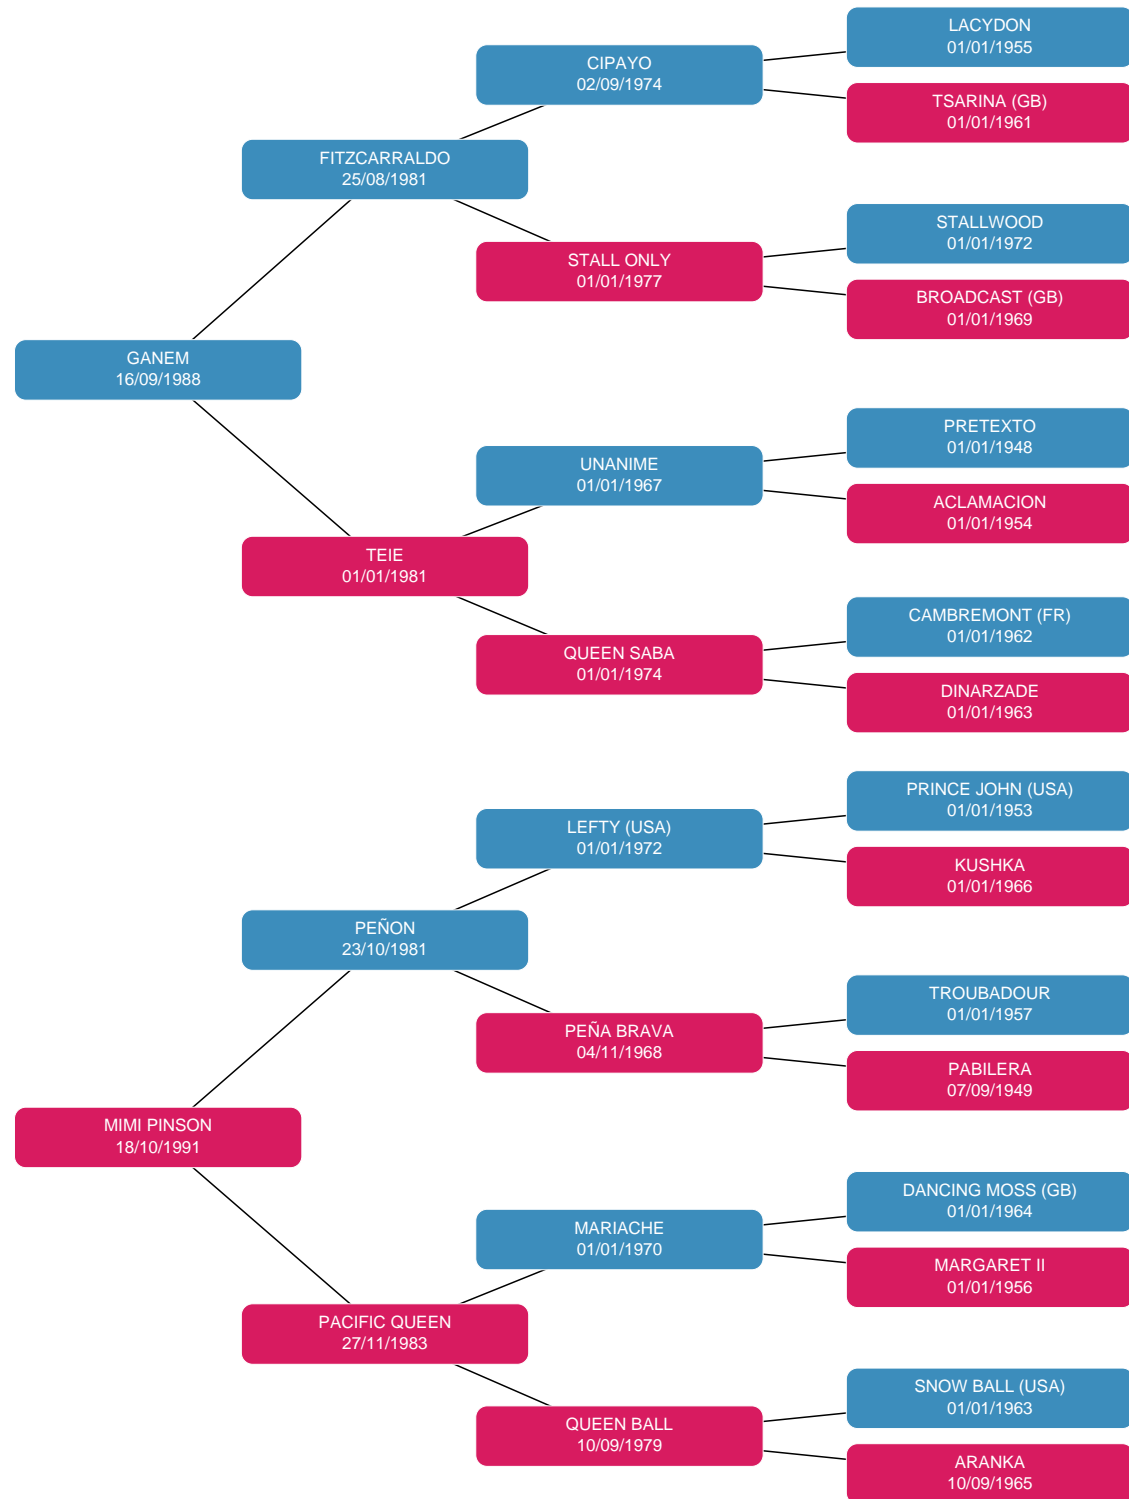 LACYDON
01/01/1955
CIPAYO
02/09/1974
TSARINA (GB)
01/01/1961
FITZCARRALDO
25/08/1981
STALLWOOD
01/01/1972
STALL ONLY
01/01/1977
BROADCAST (GB)
01/01/1969
GANEM
16/09/1988
PRETEXTO
01/01/1948
UNANIME
01/01/1967
ACLAMACION
01/01/1954
TEIE
01/01/1981
CAMBREMONT (FR)
01/01/1962
QUEEN SABA
01/01/1974
DINARZADE
01/01/1963
PRINCE JOHN (USA)
01/01/1953
LEFTY (USA)
01/01/1972
KUSHKA
01/01/1966
PEÑON
23/10/1981
TROUBADOUR
01/01/1957
PEÑA BRAVA
04/11/1968
PABILERA
07/09/1949
MIMI PINSON
18/10/1991
DANCING MOSS (GB)
01/01/1964
MARIACHE
01/01/1970
MARGARET II
01/01/1956
PACIFIC QUEEN
27/11/1983
SNOW BALL (USA)
01/01/1963
QUEEN BALL
10/09/1979
ARANKA
10/09/1965